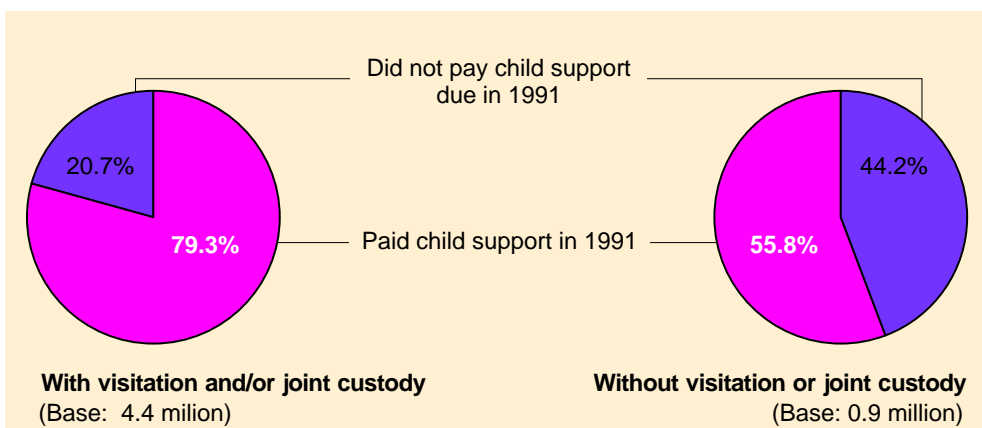 Did not pay child support
due in 1991
20.7%
44.2%
79.3%
Paid child support in 1991
55.8%
With visitation and/or joint custody
(Base: 4.4 milion)
Without visitation or joint custody
(Base: 0.9 million)